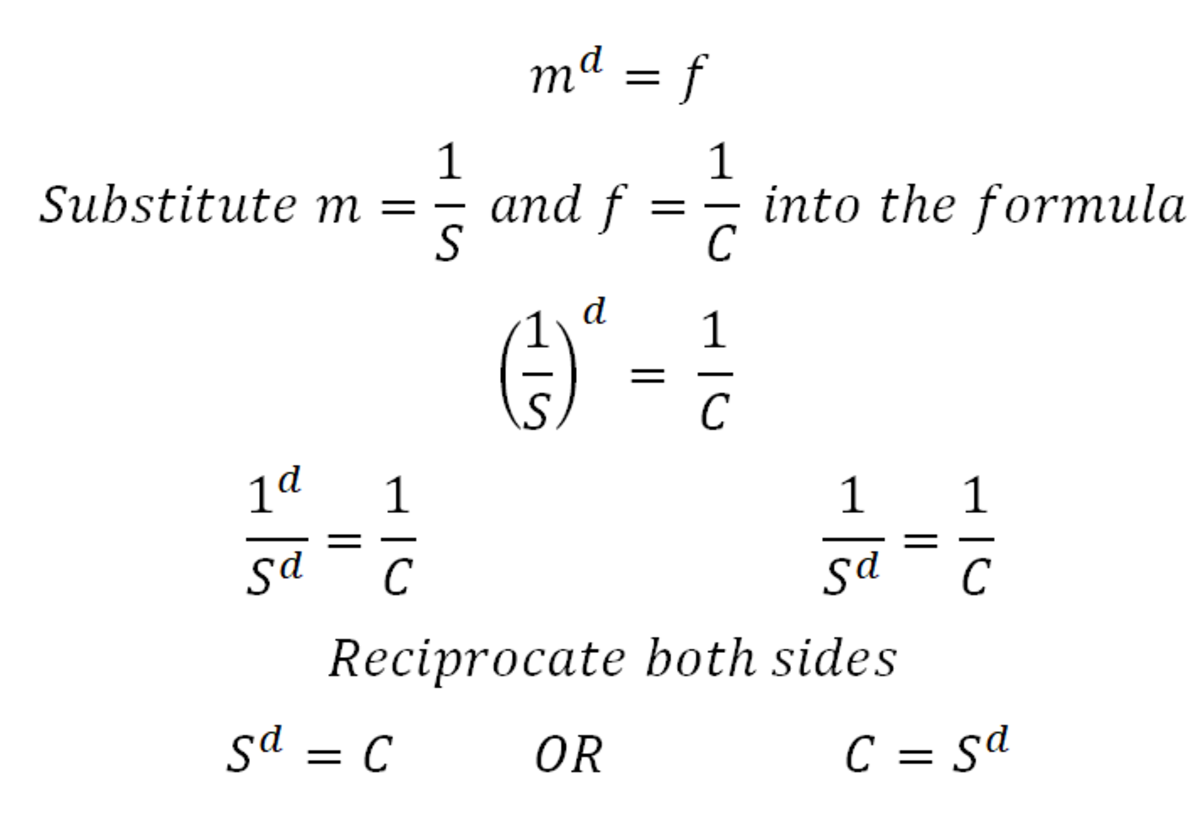 m^d = f
Substitute m = 1/S and f = 1/C into the formula
(1/S)^d = 1/C
1^d/S^d = 1/C 1/S^d = 1/C
Reciprocate both sides
S^d = C OR C = S^d